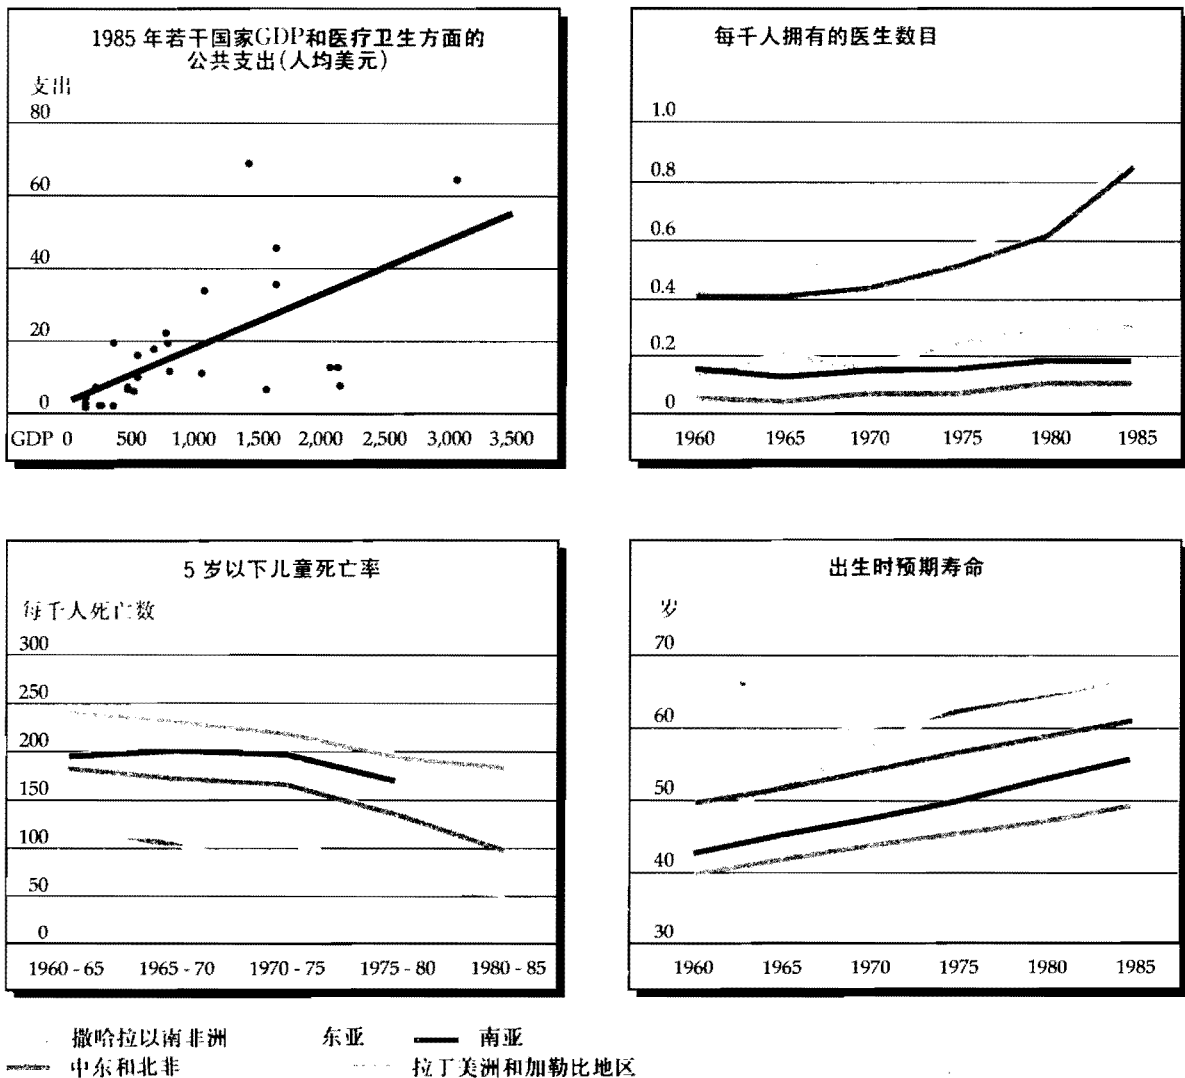 1985 年若干国家GDP和医疗卫生方面的
公共支出(人均美元)
支出
80
60
40
20
0
GDP 0 500 1,000 1,500 2,000 2,500 3,000 3,500
每千人拥有的医生数目
1.0
0.8
0.6
0.4
0.2
0
1960 1965 1970 1975 1980 1985
5 岁以下儿童死亡率
每千人死亡数
300
250
200
150
100
50
0
1960 - 65 1965 - 70 1970 - 75 1975 - 80 1980 - 85
出生时预期寿命
岁
70
60
50
40
30
1960 1965 1970 1975 1980 1985
撒哈拉以南非洲 东亚 南亚
中东和北非 拉丁美洲和加勒比地区